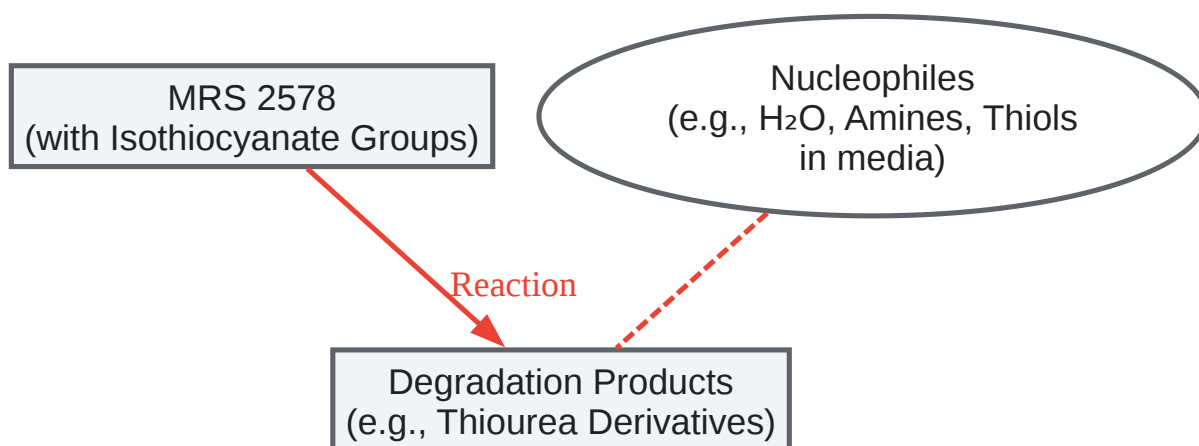 MRS 2578
(with Isothiocyanate Groups)
Nucleophiles
(e.g., H₂O, Amines, Thiols
in media)
Reaction
Degradation Products
(e.g., Thiourea Derivatives)